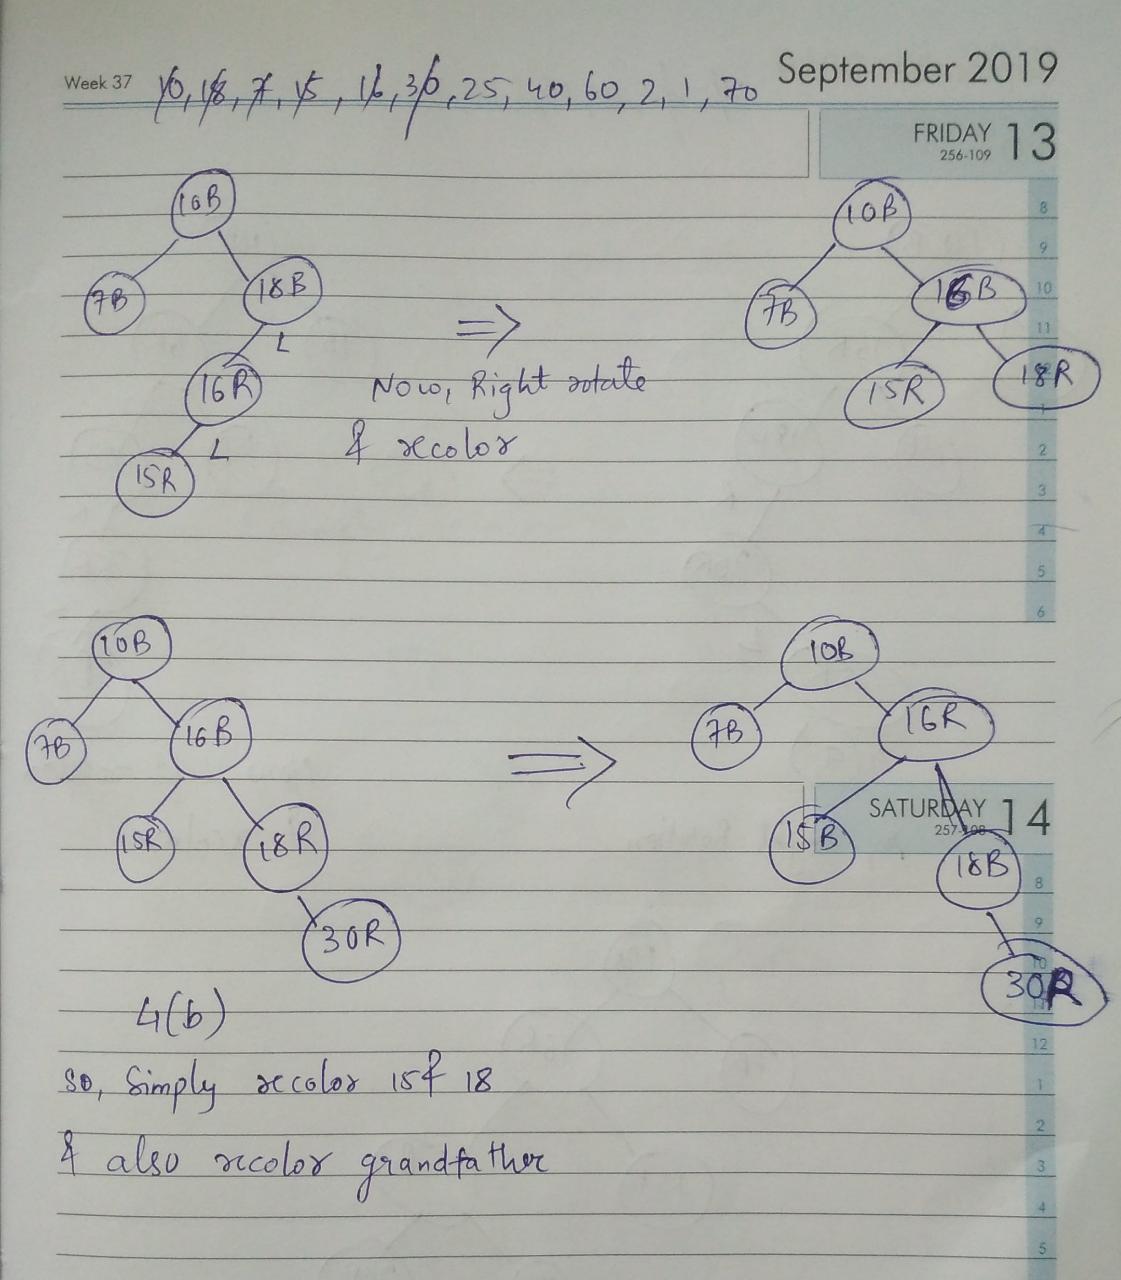 Week 37
10, 18, 7, 15, 16, 30, 25, 40, 60, 2, 1, 70
September 2019
FRIDAY 13
256-109
10B
7B
18B
L
16R
L
15R
⇒
Now, Right rotate
& recolor
10B
7B
16B
15R
18R
8
9
10
11
1
2
3
4
5
6
10B
7B
16B
15R
18R
30R
⇒
10B
7B
16R
15B
18B
30R
SATURDAY 14
257-108
8
9
10
11
12
1
2
3
4
5
4(b)
so, Simply recolor 15 & 18
& also recolor grandfather